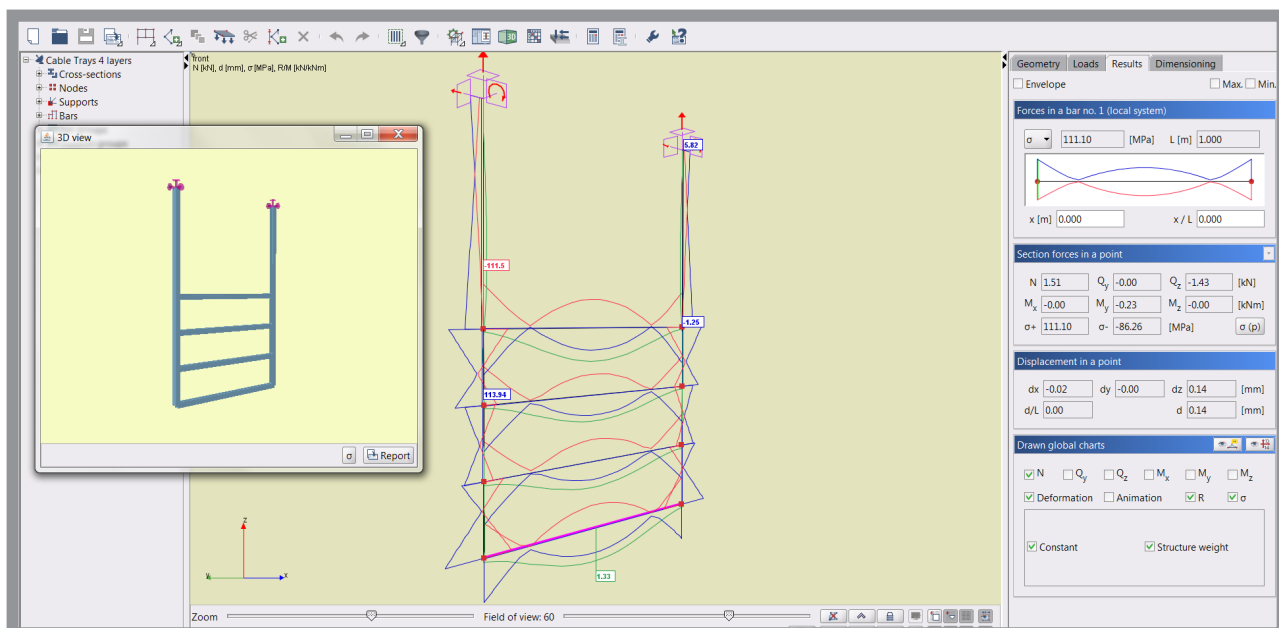 Cable Trays 4 layers
Cross-sections
Nodes
Supports
Bars
front
N [kN], d [mm], σ [MPa], R/M [kN/kNm]
3D view
σ
Report
5.82
-111.5
-1.25
113.94
1.33
z
y
x
Zoom
Field of view: 60
Geometry Loads Results Dimensioning
Envelope Max. Min.
Forces in a bar no. 1 (local system)
σ 111.10 [MPa] L [m] 1.000
x [m] 0.000 x / L 0.000
Section forces in a point
N 1.51 Qy -0.00 Qz -1.43 [kN]
Mx -0.00 My -0.23 Mz -0.00 [kNm]
σ+ 111.10 σ- -86.26 [MPa] σ (p)
Displacement in a point
dx -0.02 dy -0.00 dz 0.14 [mm]
d/L 0.00 d 0.14 [mm]
Drawn global charts
N Qy Qz Mx My Mz
Deformation Animation R σ
Constant Structure weight